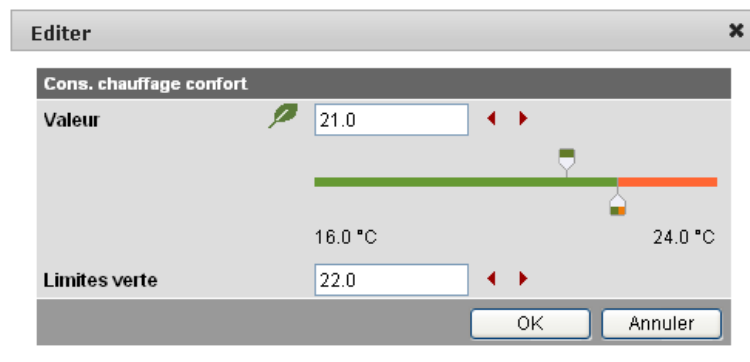 Editer
Cons. chauffage confort
Valeur 21.0
16.0 °C 24.0 °C
Limites verte 22.0
OK Annuler